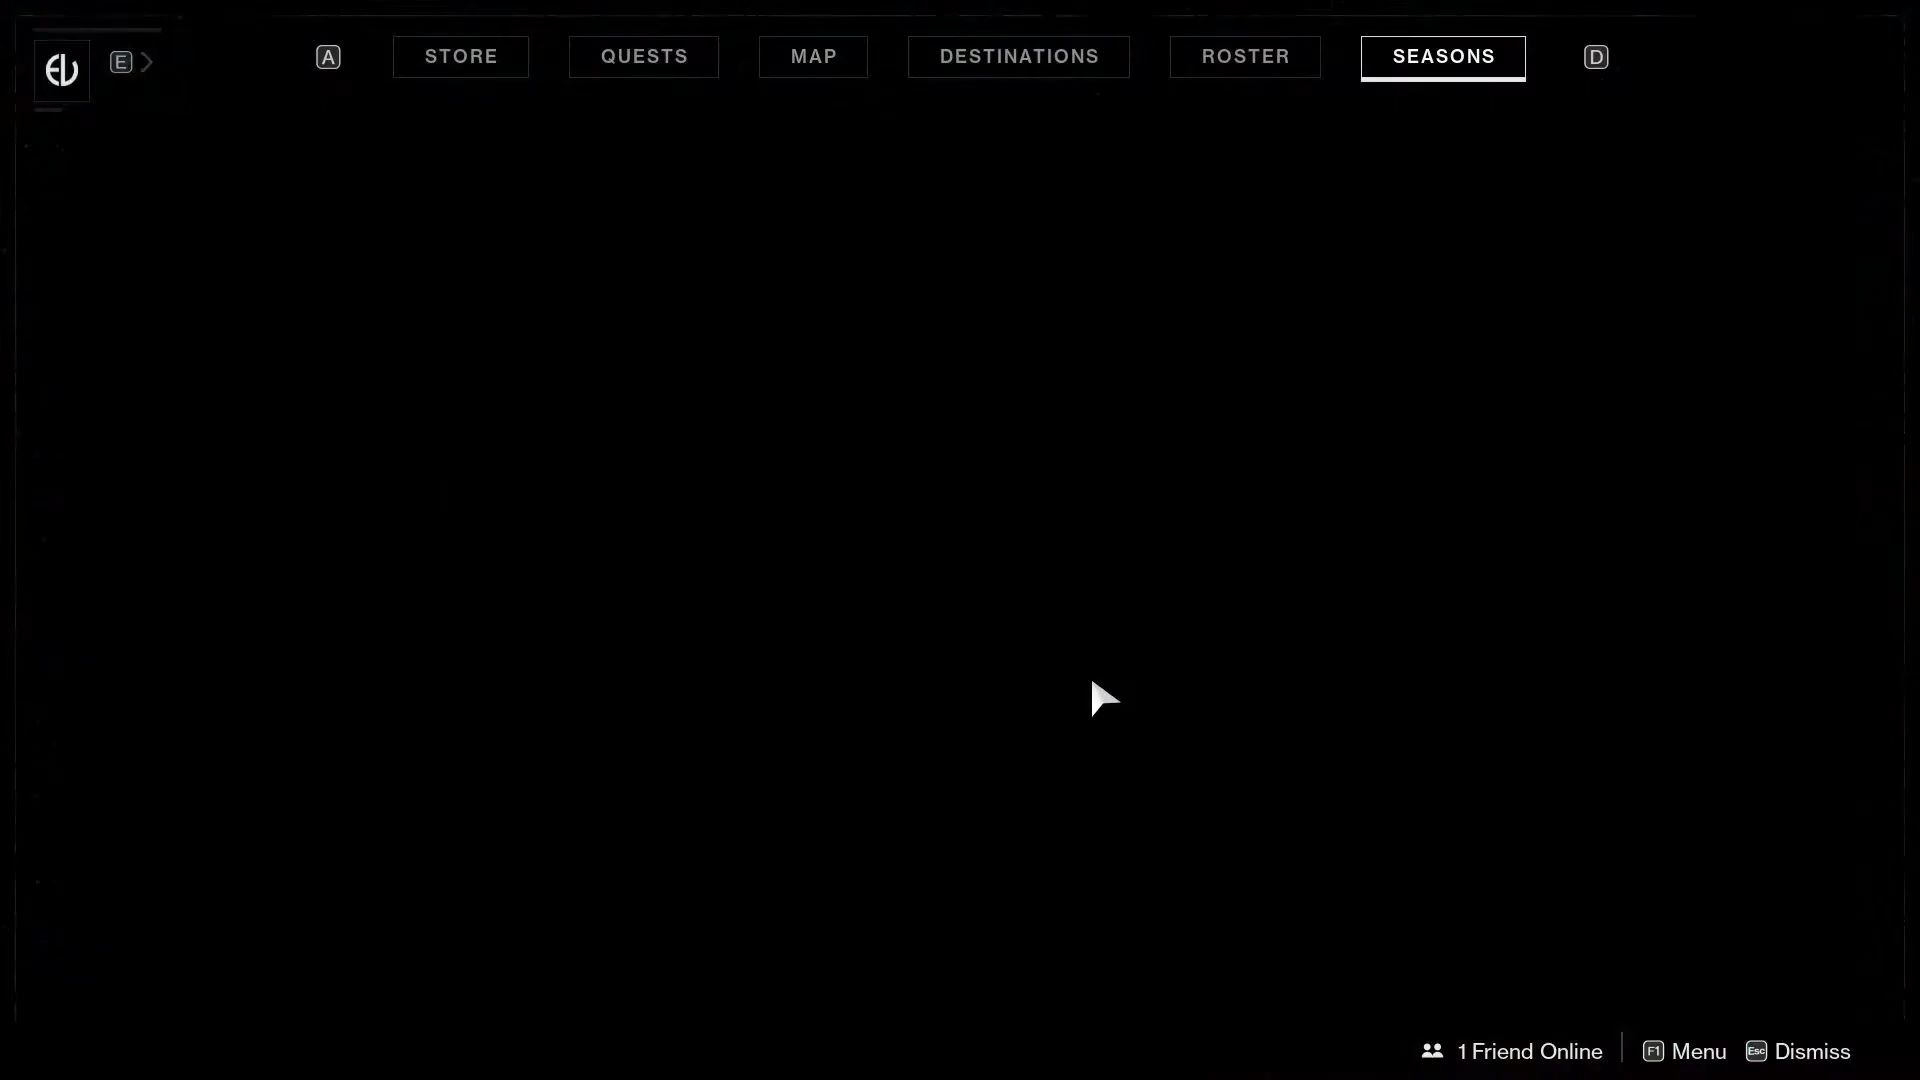 E
A
STORE
QUESTS
MAP
DESTINATIONS
ROSTER
SEASONS
D
1 Friend Online
F1 Menu
Esc Dismiss